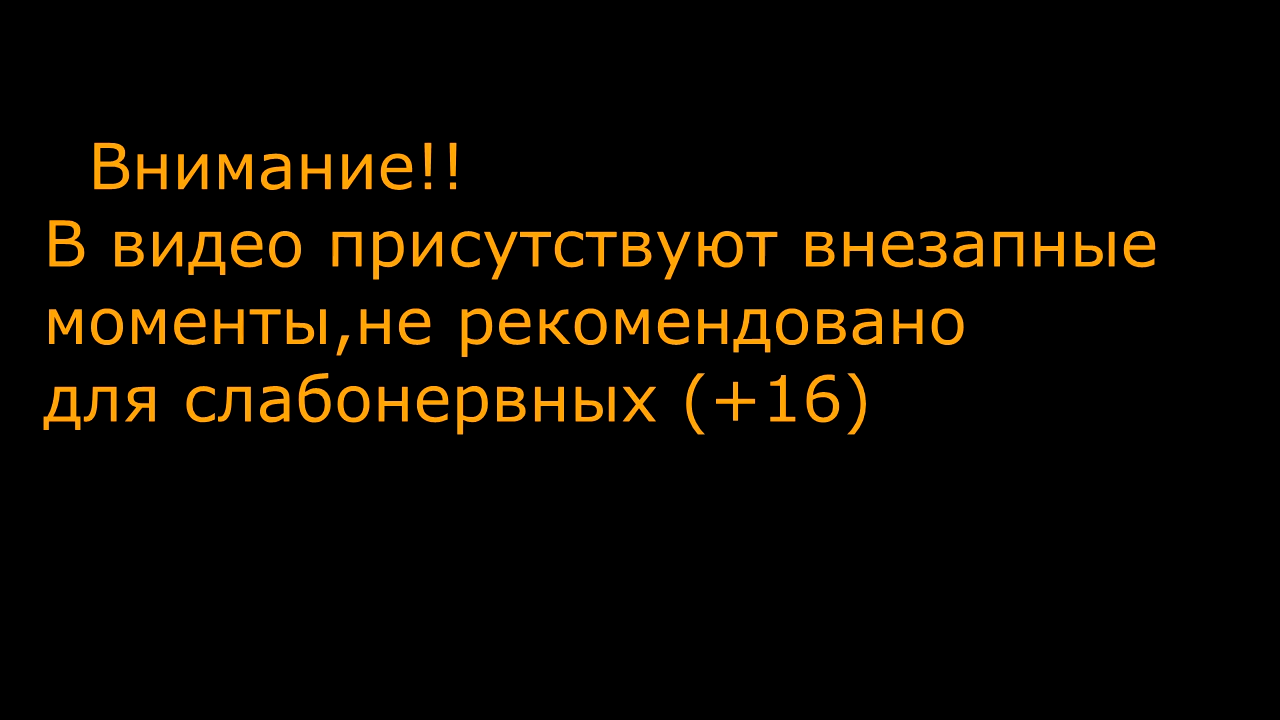 Внимание!!
В видео присутствуют внезапные
моменты,не рекомендовано
для слабонервных (+16)